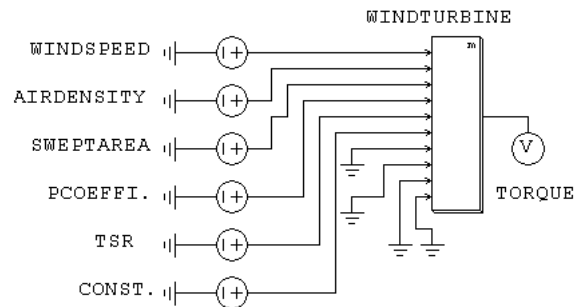 WINDTURBINE
WINDSPEED
m
AIRDENSITY
SWEPTAREA
V
PCOEFFI.
TORQUE
TSR
CONST.